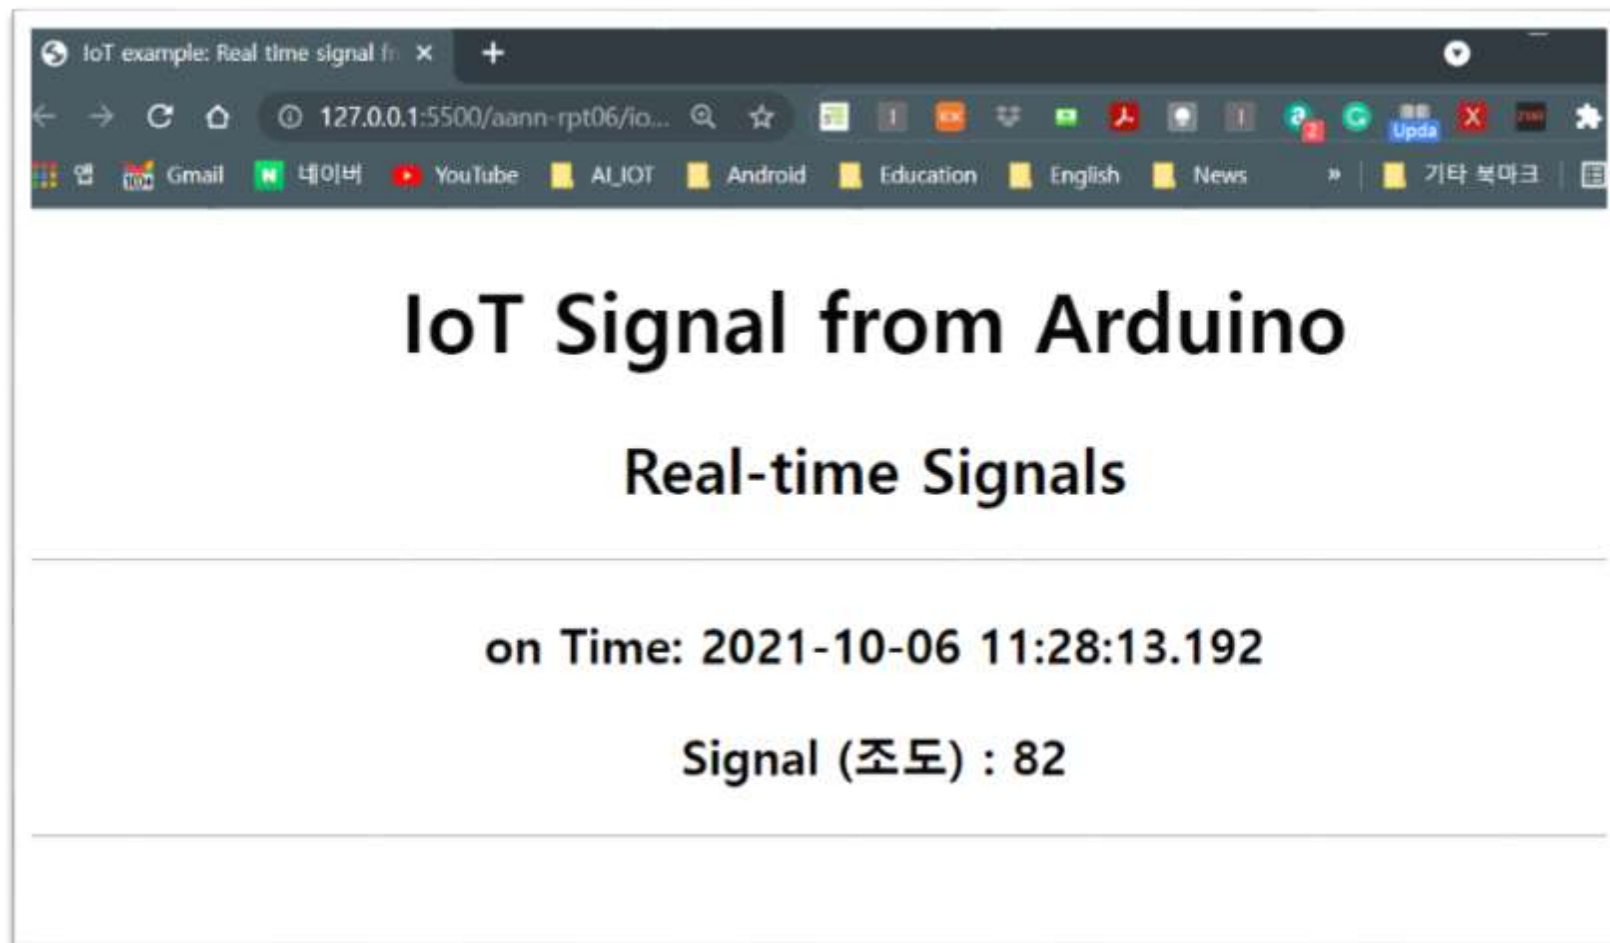 IoT example: Real time signal fr
127.0.0.1:5500/aann-rpt06/io...
Upda
앱 Gmail 네이버 YouTube AI_IOT Android Education English News » 기타 북마크
IoT Signal from Arduino
Real-time Signals
on Time: 2021-10-06 11:28:13.192
Signal (조도) : 82